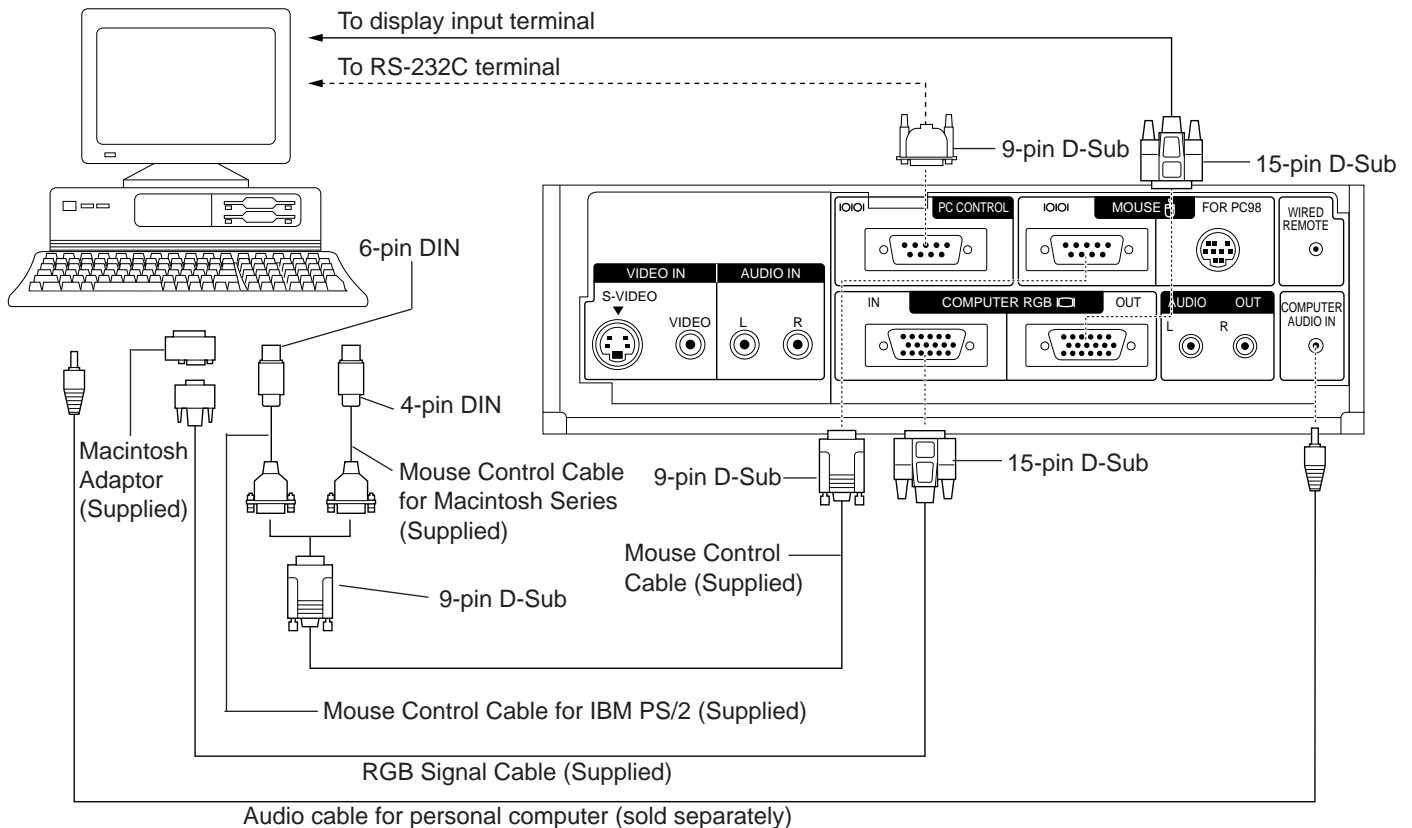 To display input terminal
To RS-232C terminal
9-pin D-Sub
15-pin D-Sub
6-pin DIN
IOIOI
PC CONTROL
IOIOI
MOUSE
FOR PC98
WIRED
REMOTE
VIDEO IN
AUDIO IN
S-VIDEO
VIDEO
L
R
IN
COMPUTER RGB
OUT
AUDIO OUT
L
R
COMPUTER
AUDIO IN
4-pin DIN
Macintosh
Adaptor
(Supplied)
Mouse Control Cable
for Macintosh Series
(Supplied)
9-pin D-Sub
15-pin D-Sub
Mouse Control
Cable (Supplied)
9-pin D-Sub
Mouse Control Cable for IBM PS/2 (Supplied)
RGB Signal Cable (Supplied)
Audio cable for personal computer (sold separately)